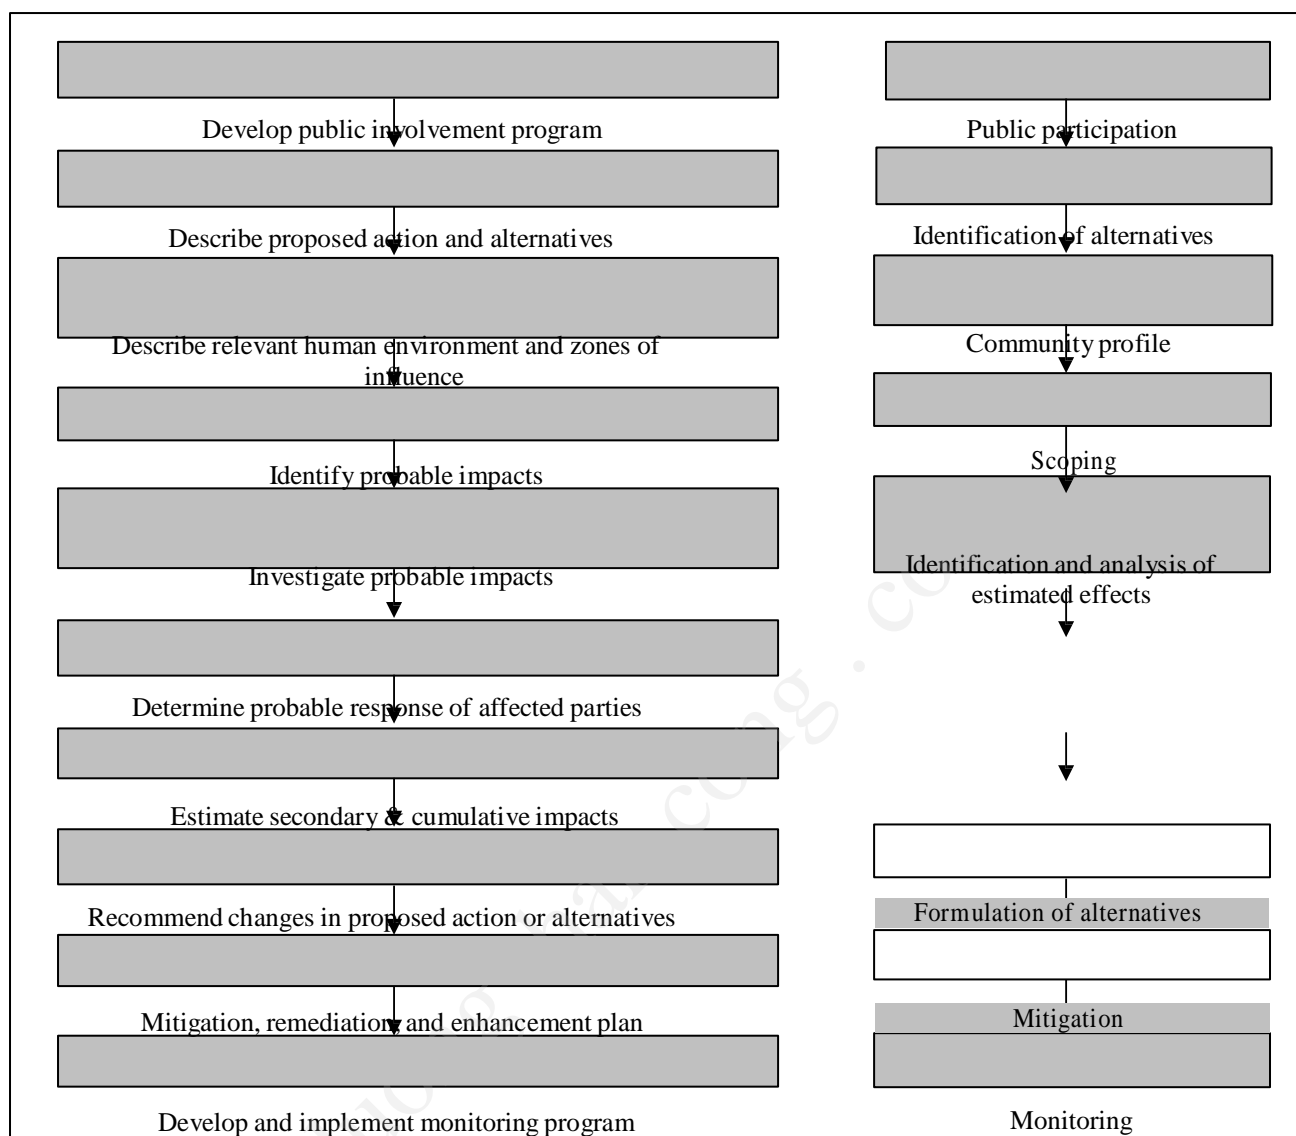 Develop public involvement program
Public participation
Describe proposed action and alternatives
Identification of alternatives
Describe relevant human environment and zones of
influence
Community profile
Identify probable impacts
Scoping
Investigate probable impacts
Identification and analysis of
estimated effects
Determine probable response of affected parties
Estimate secondary & cumulative impacts
Recommend changes in proposed action or alternatives
Formulation of alternatives
Mitigation, remediation, and enhancement plan
Mitigation
Develop and implement monitoring program
Monitoring